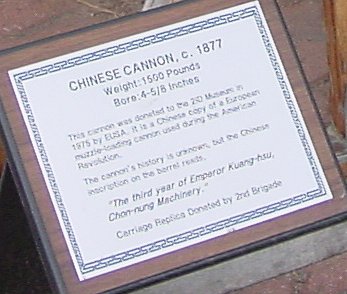 CHINESE CANNON, c. 1877
Weight:1500 Pounds
Bore:4-5/8 Inches
This cannon was donated to the 2ID Museum in
1975 by EUSA. It is a Chinese copy of a European
muzzle-loading cannon used during the American
Revolution.
The cannon's history is unknown, but the Chinese
inscription on the barrel reads,
"The third year of Emperor Kuang-hsu,
Chon-nung Machinery."
Carriage Replica Donated by 2nd Brigade